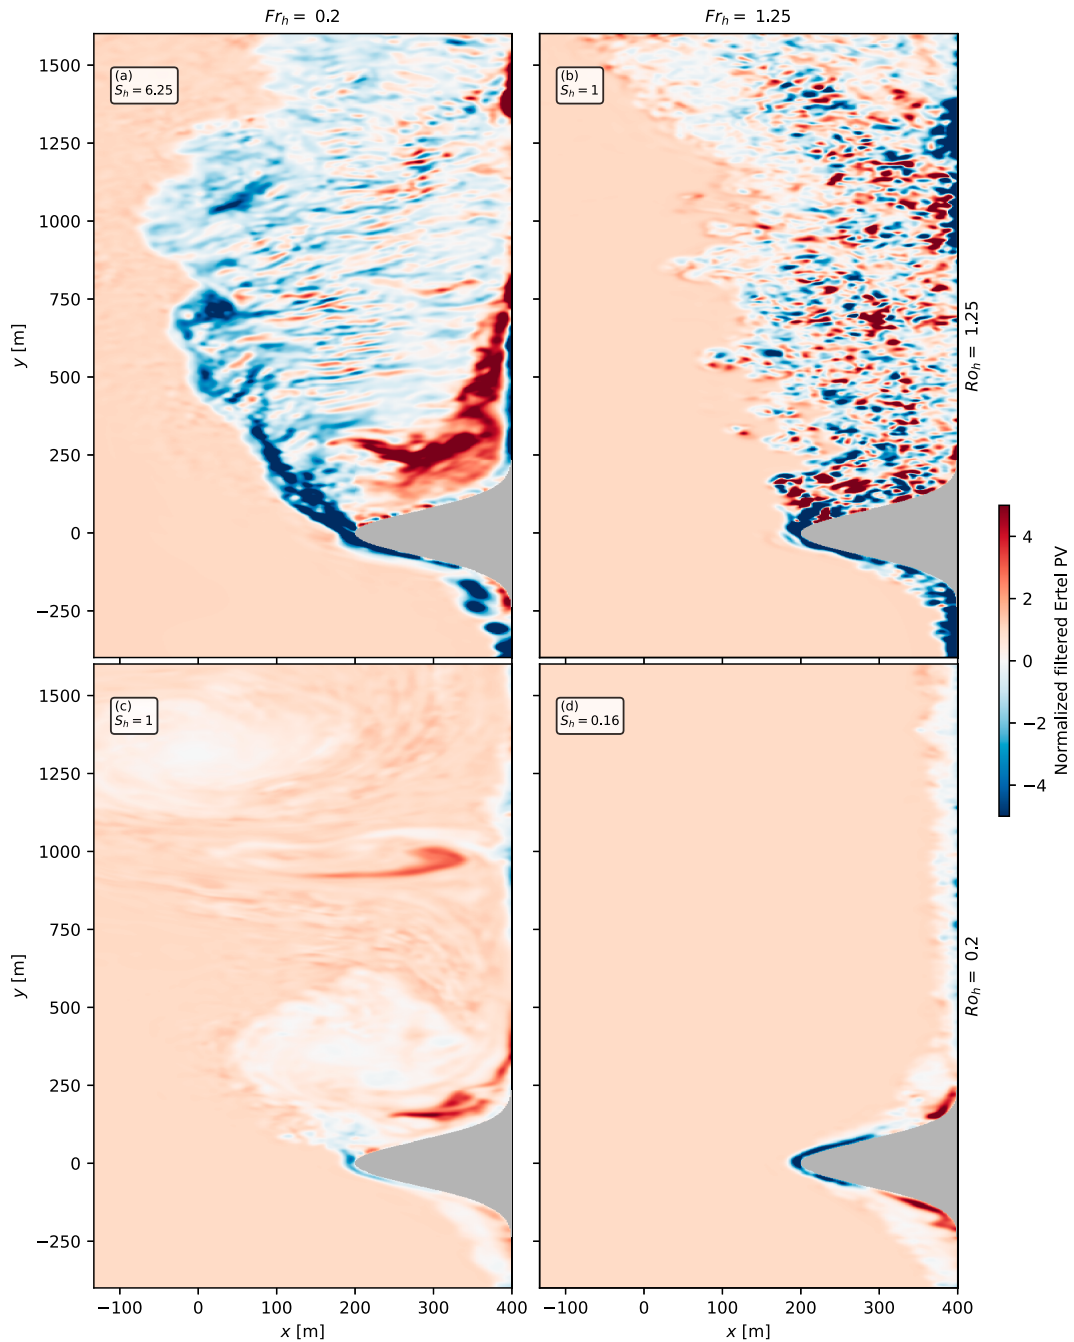 Fr_h = 0.2
Fr_h = 1.25
(a)
S_h = 6.25
(b)
S_h = 1
1500
1250
1000
750
500
250
0
−250
y [m]
Ro_h = 1.25
(c)
S_h = 1
(d)
S_h = 0.16
1500
1250
1000
750
500
250
0
−250
y [m]
Ro_h = 0.2
−100
0
100
200
300
400
x [m]
−100
0
100
200
300
400
x [m]
4
2
0
−2
−4
Normalized filtered Ertel PV